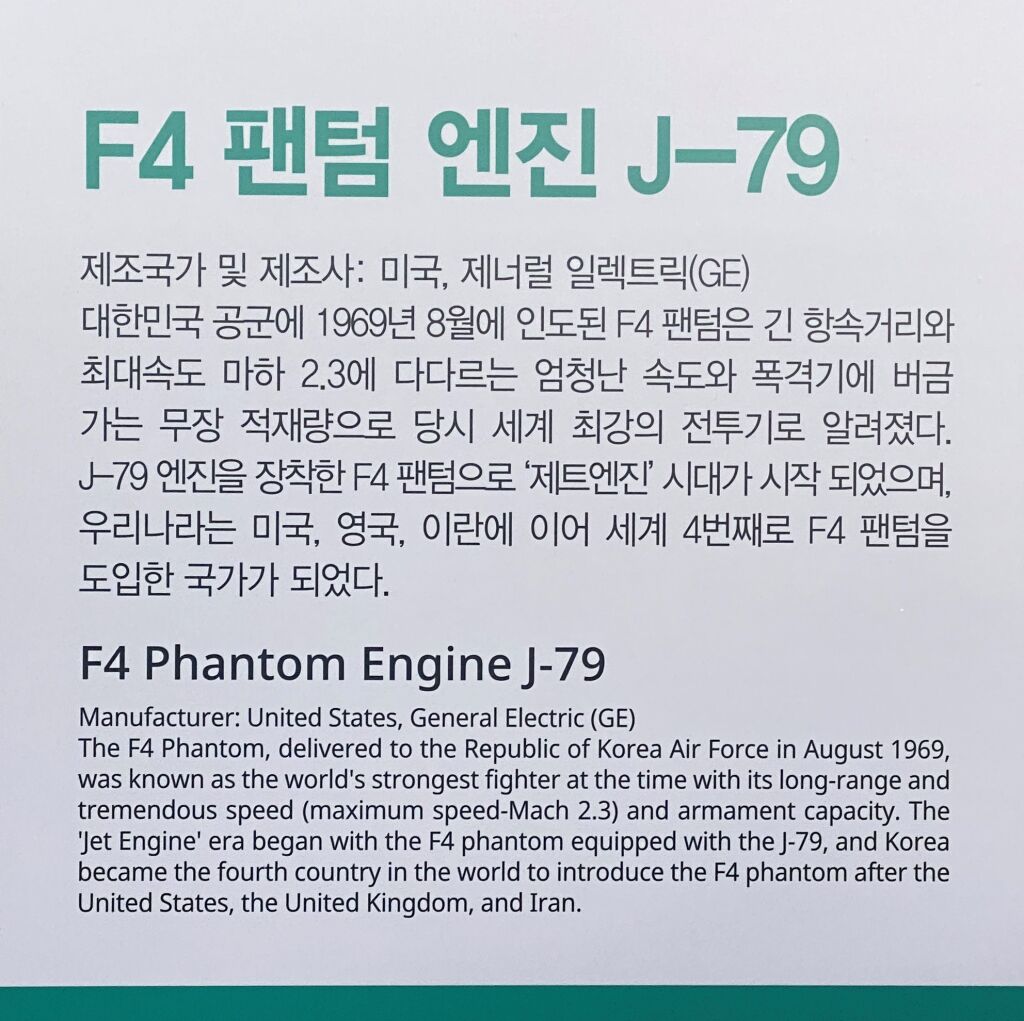 F4 팬텀 엔진 J-79
제조국가 및 제조사: 미국, 제너럴 일렉트릭(GE)
대한민국 공군에 1969년 8월에 인도된 F4 팬텀은 긴 항속거리와
최대속도 마하 2.3에 다다르는 엄청난 속도와 폭격기에 버금
가는 무장 적재량으로 당시 세계 최강의 전투기로 알려졌다.
J-79 엔진을 장착한 F4 팬텀으로 ‘제트엔진’ 시대가 시작 되었으며,
우리나라는 미국, 영국, 이란에 이어 세계 4번째로 F4 팬텀을
도입한 국가가 되었다.
F4 Phantom Engine J-79
Manufacturer: United States, General Electric (GE)
The F4 Phantom, delivered to the Republic of Korea Air Force in August 1969,
was known as the world's strongest fighter at the time with its long-range and
tremendous speed (maximum speed-Mach 2.3) and armament capacity. The
'Jet Engine' era began with the F4 phantom equipped with the J-79, and Korea
became the fourth country in the world to introduce the F4 phantom after the
United States, the United Kingdom, and Iran.